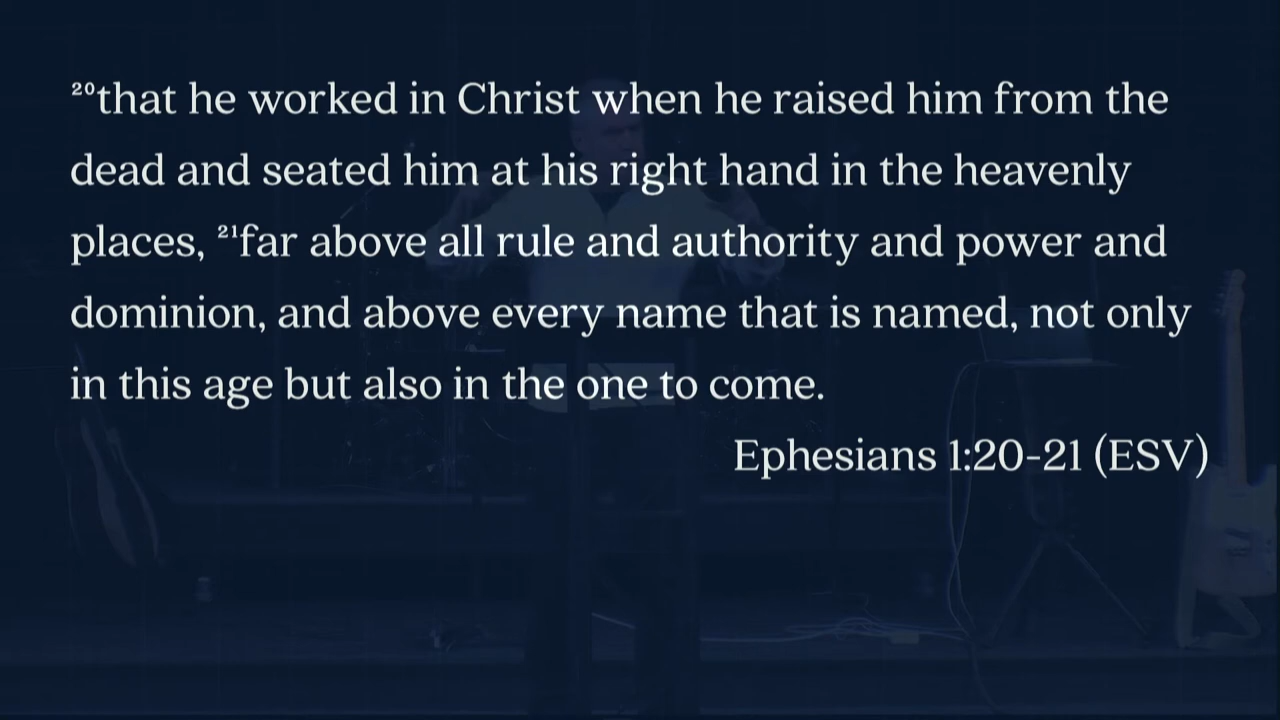 ²⁰that he worked in Christ when he raised him from the
dead and seated him at his right hand in the heavenly
places, ²¹far above all rule and authority and power and
dominion, and above every name that is named, not only
in this age but also in the one to come.
Ephesians 1:20-21 (ESV)